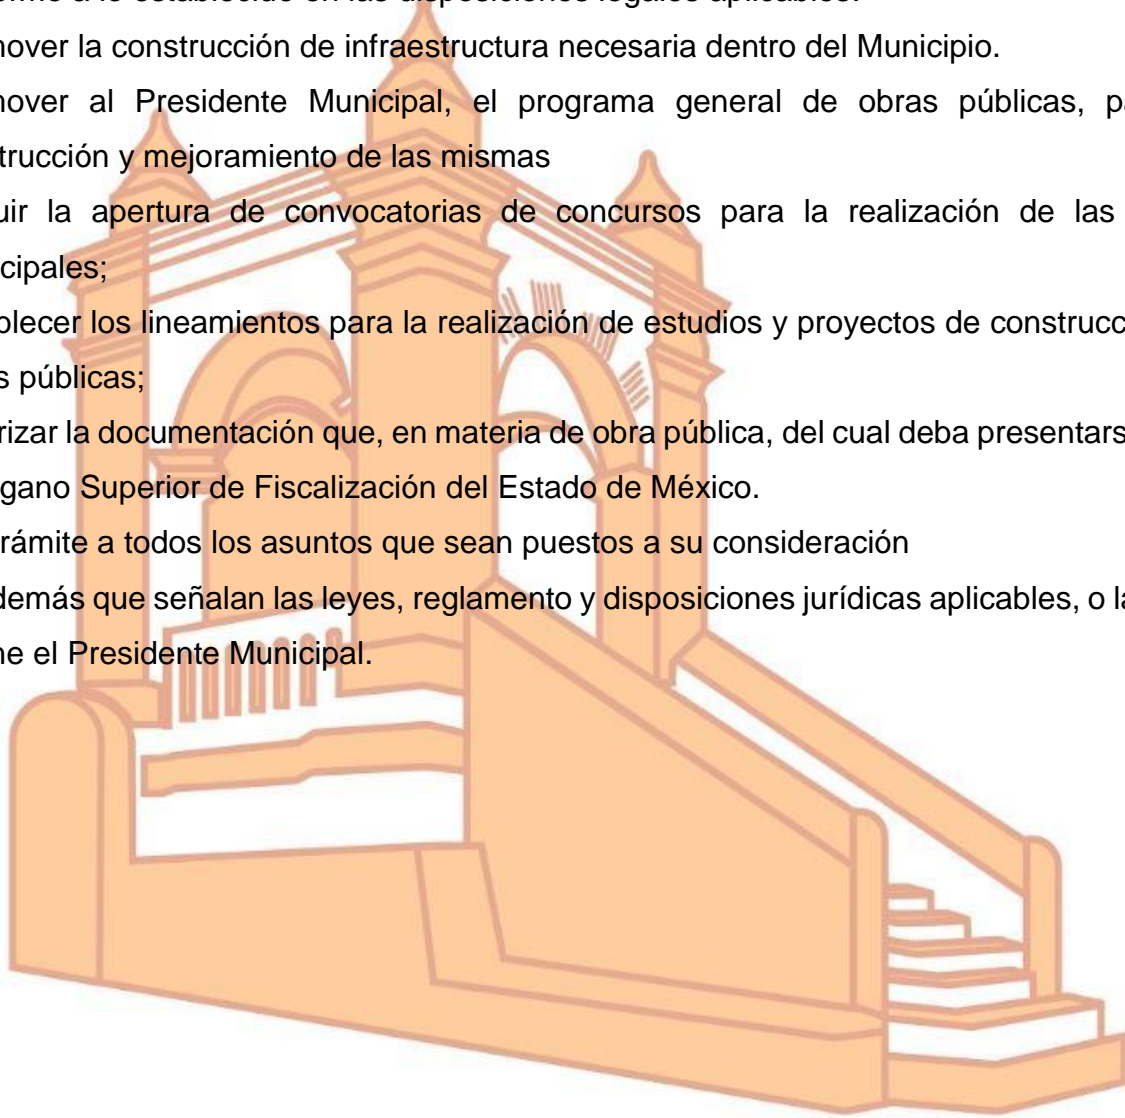 orme a lo establecido en las disposiciones legales aplicables.
nover la construcción de infraestructura necesaria dentro del Municipio.
nover al Presidente Municipal, el programa general de obras públicas, pa
trucción y mejoramiento de las mismas
uir la apertura de convocatorias de concursos para la realización de las
cipales;
olecer los lineamientos para la realización de estudios y proyectos de construcc
s públicas;
rizar la documentación que, en materia de obra pública, del cual deba presentars
gano Superior de Fiscalización del Estado de México.
rámite a todos los asuntos que sean puestos a su consideración
demás que señalan las leyes, reglamento y disposiciones jurídicas aplicables, o la
ne el Presidente Municipal.